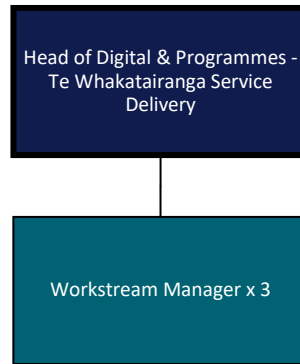 Head of Digital & Programmes -
Te Whakatairanga Service
Delivery
Workstream Manager x 3